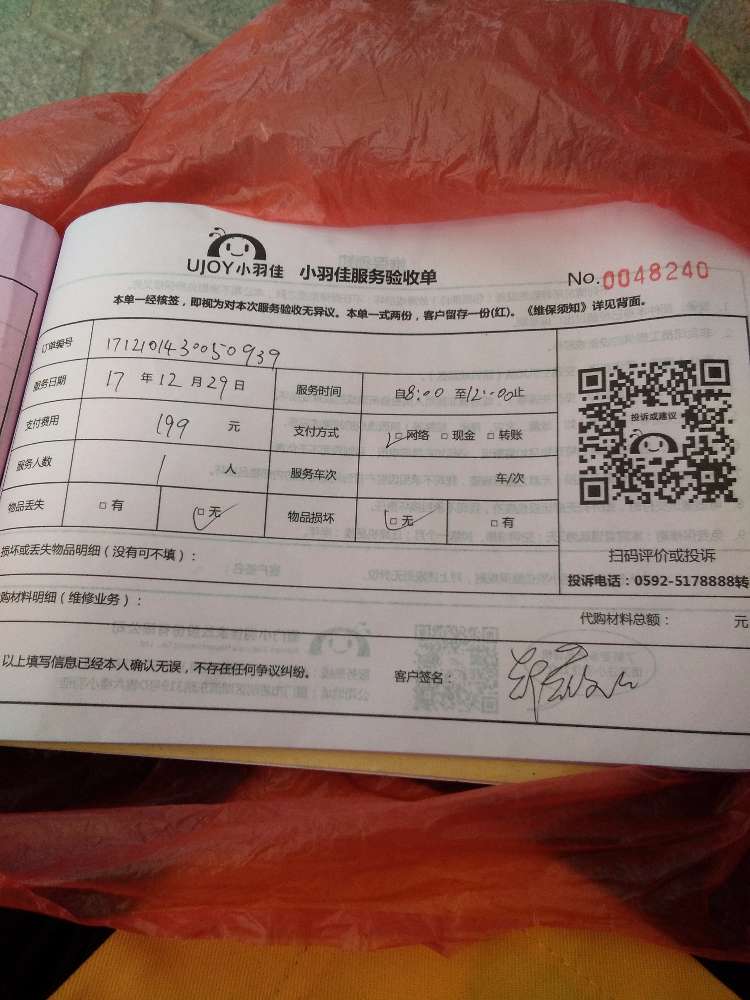 UJOY小羽佳 小羽佳服务验收单 No.0048240
本单一经核签，即视为对本次服务验收无异议。本单一式两份，客户留存一份(红)。《维保须知》详见背面。
订单编号 1712101430050939
服务日期 17 年 12 月 29 日 服务时间 自8:00 至12:00止
支付费用 199 元 支付方式 □ 网络 □ 现金 □ 转账
服务人数 1 人 服务车次 车/次
物品丢失 □ 有 □ 无 物品损坏 □ 无 □ 有
投诉或建议
扫码评价或投诉
投诉电话：0592-5178888转
损坏或丢失物品明细（没有可不填）：
购材料明细（维修业务）： 代购材料总额： 元
以上填写信息已经本人确认无误，不存在任何争议纠纷。 客户签名：